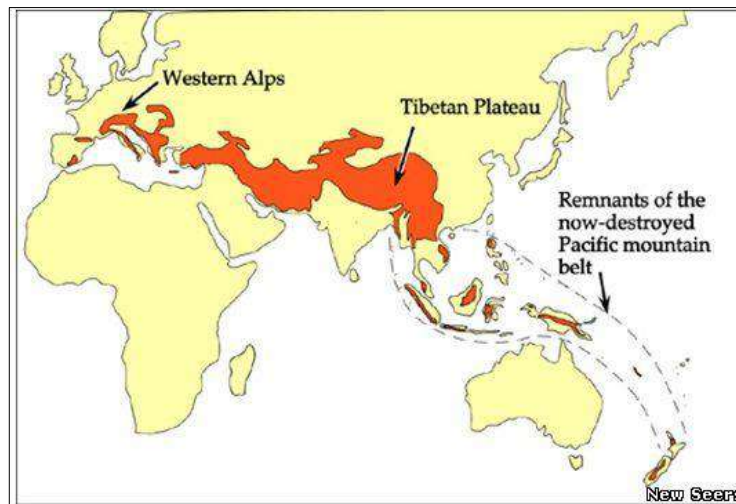 Western Alps
Tibetan Plateau
Remnants of the
now-destroyed
Pacific mountain
belt
New Seers